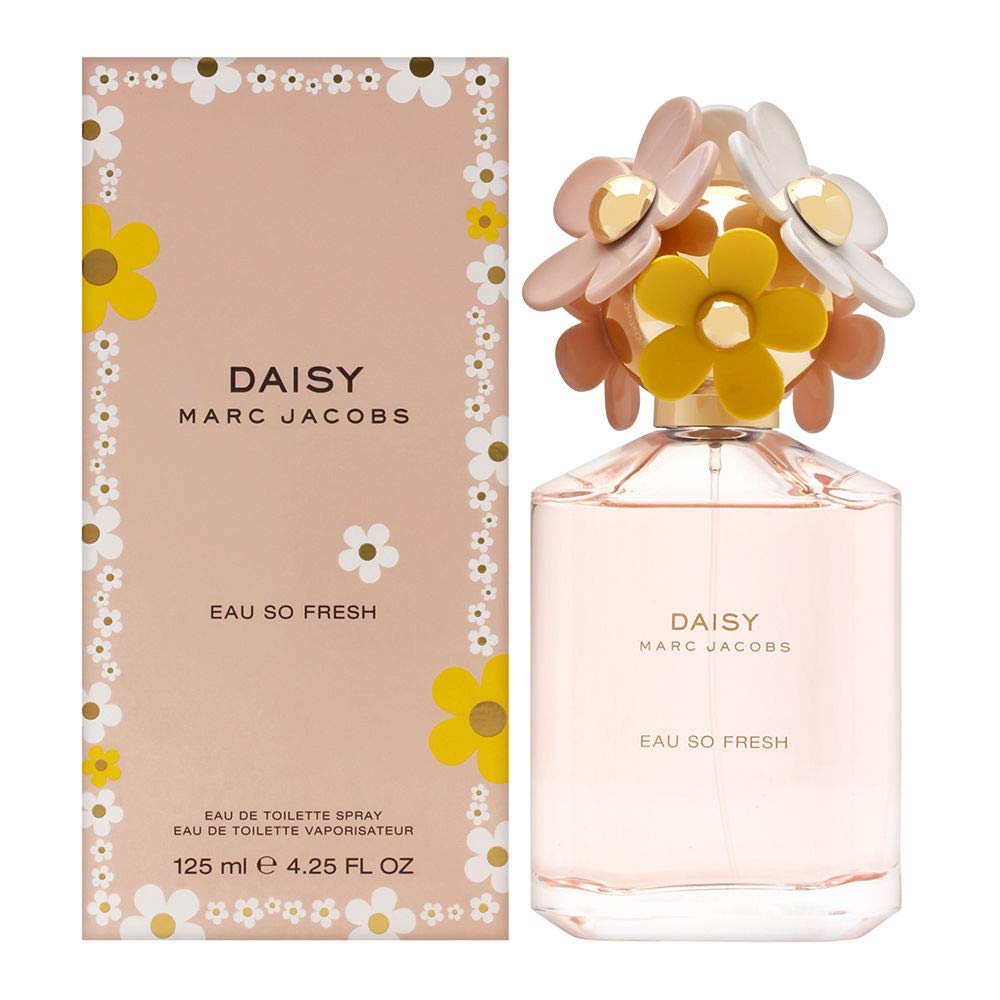 DAISY
MARC JACOBS
EAU SO FRESH
EAU DE TOILETTE SPRAY
EAU DE TOILETTE VAPORISATEUR
125 ml ℮ 4.25 FL OZ
DAISY
MARC JACOBS
EAU SO FRESH